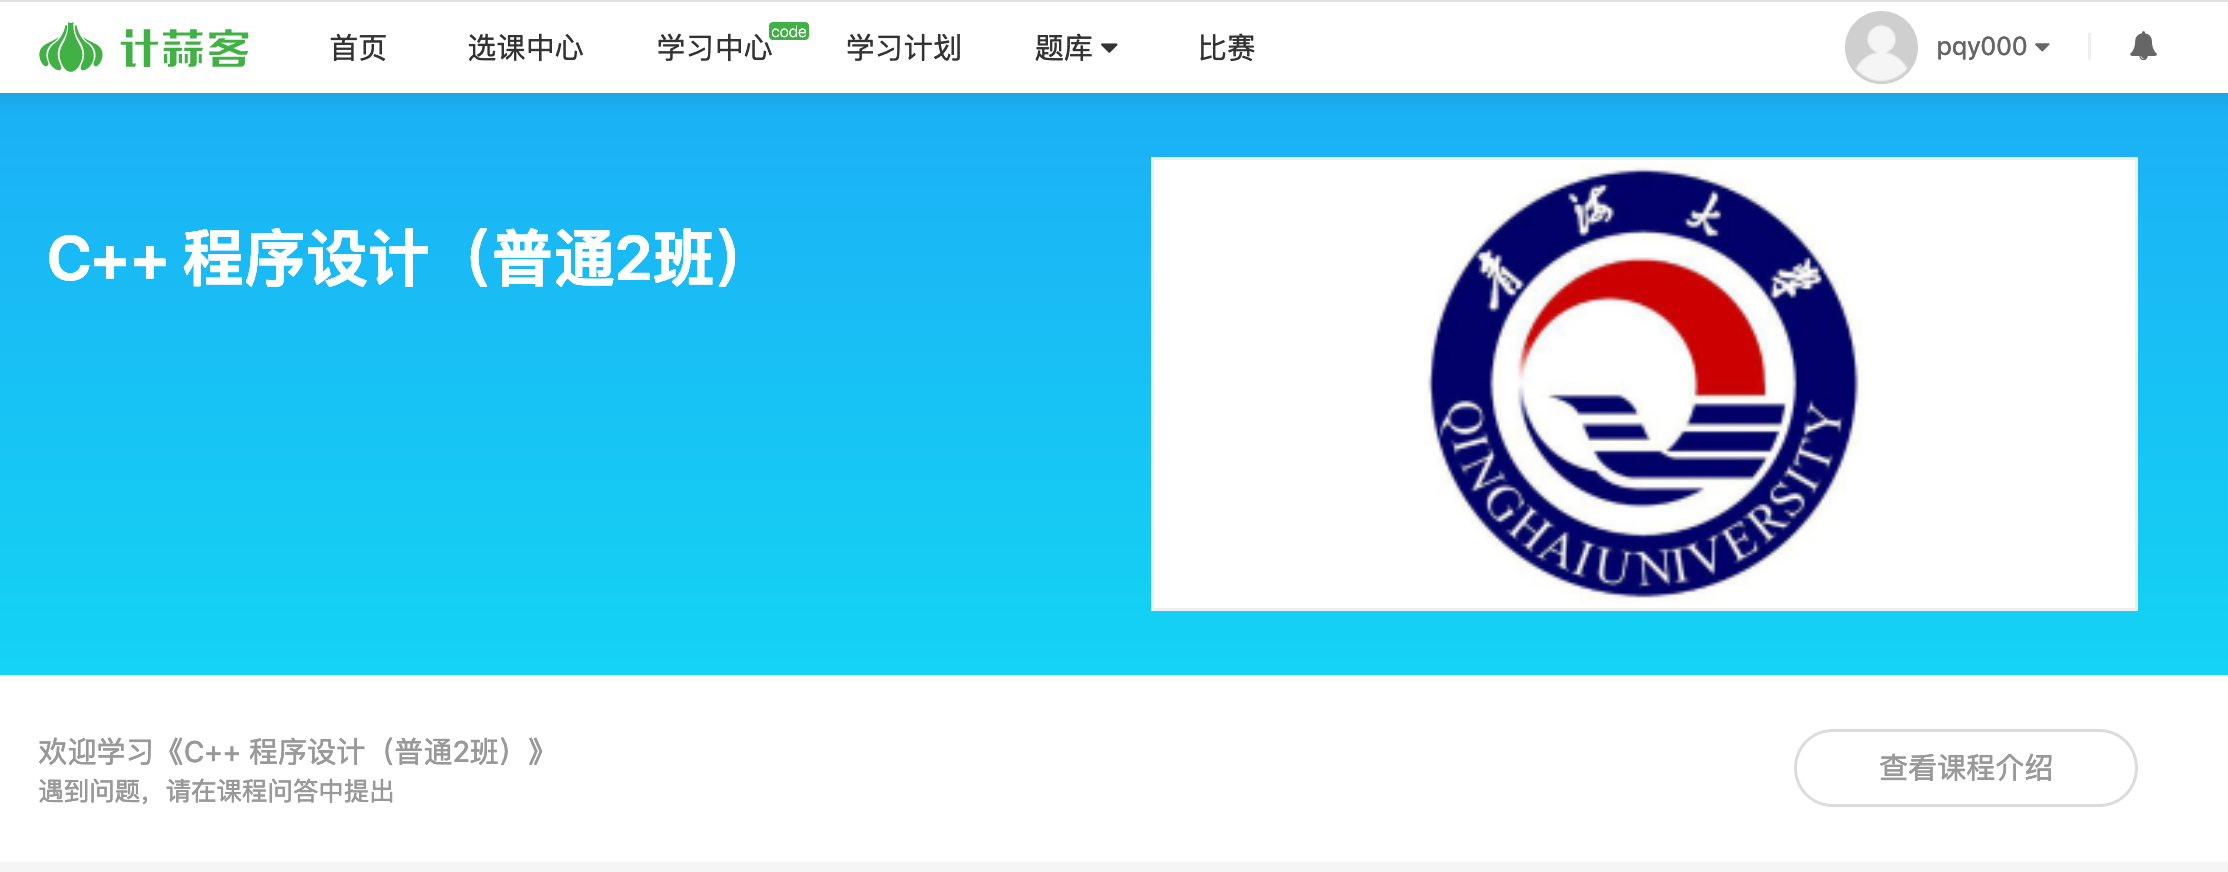 计蒜客 首页 选课中心 学习中心 code 学习计划 题库 比赛 pqy000
C++ 程序设计（普通2班）
青海大学
QINGHAI UNIVERSITY
欢迎学习《C++ 程序设计（普通2班）》
遇到问题，请在课程问答中提出
查看课程介绍